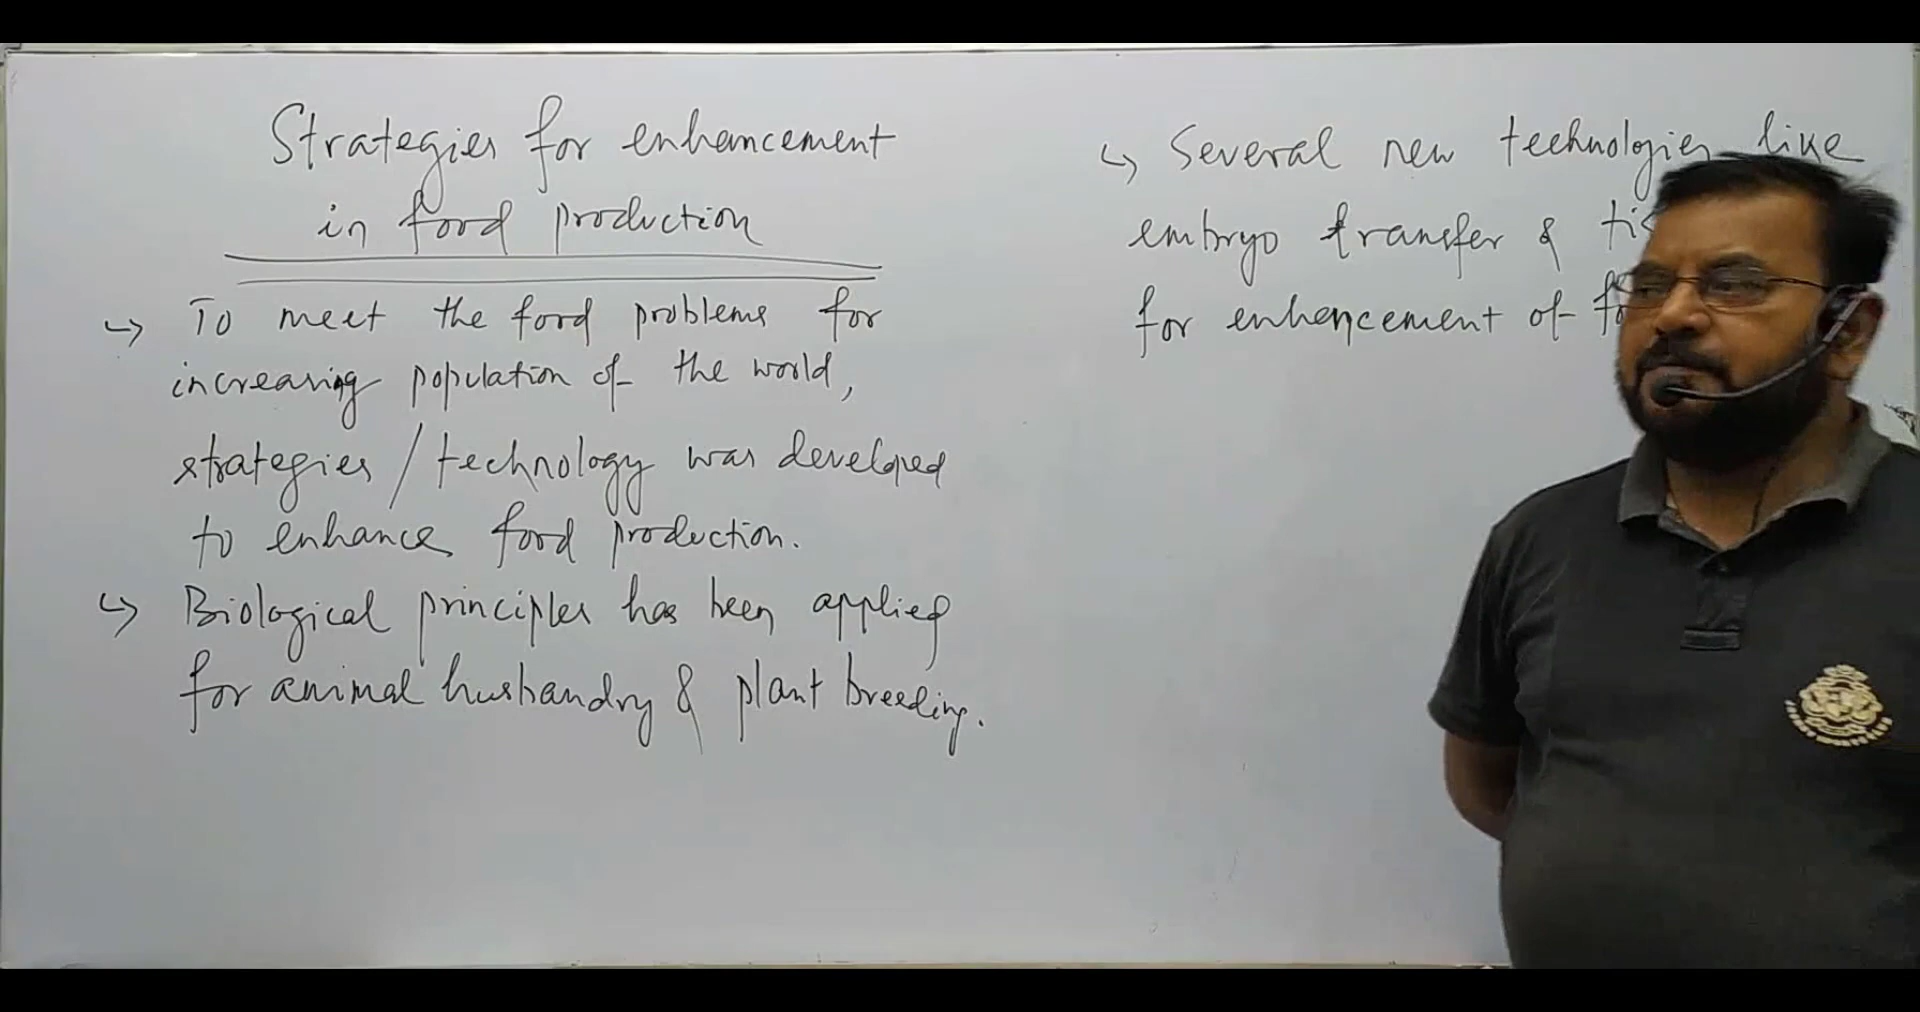 Strategies for enhancement
in food production
↪ To meet the food problems for
increasing population of the world,
strategies / technology was developed
to enhance food production.
↪ Biological principles has been applied
for animal husbandry & plant breeding.
↪ Several new technologies like
embryo transfer &
for enhancement of